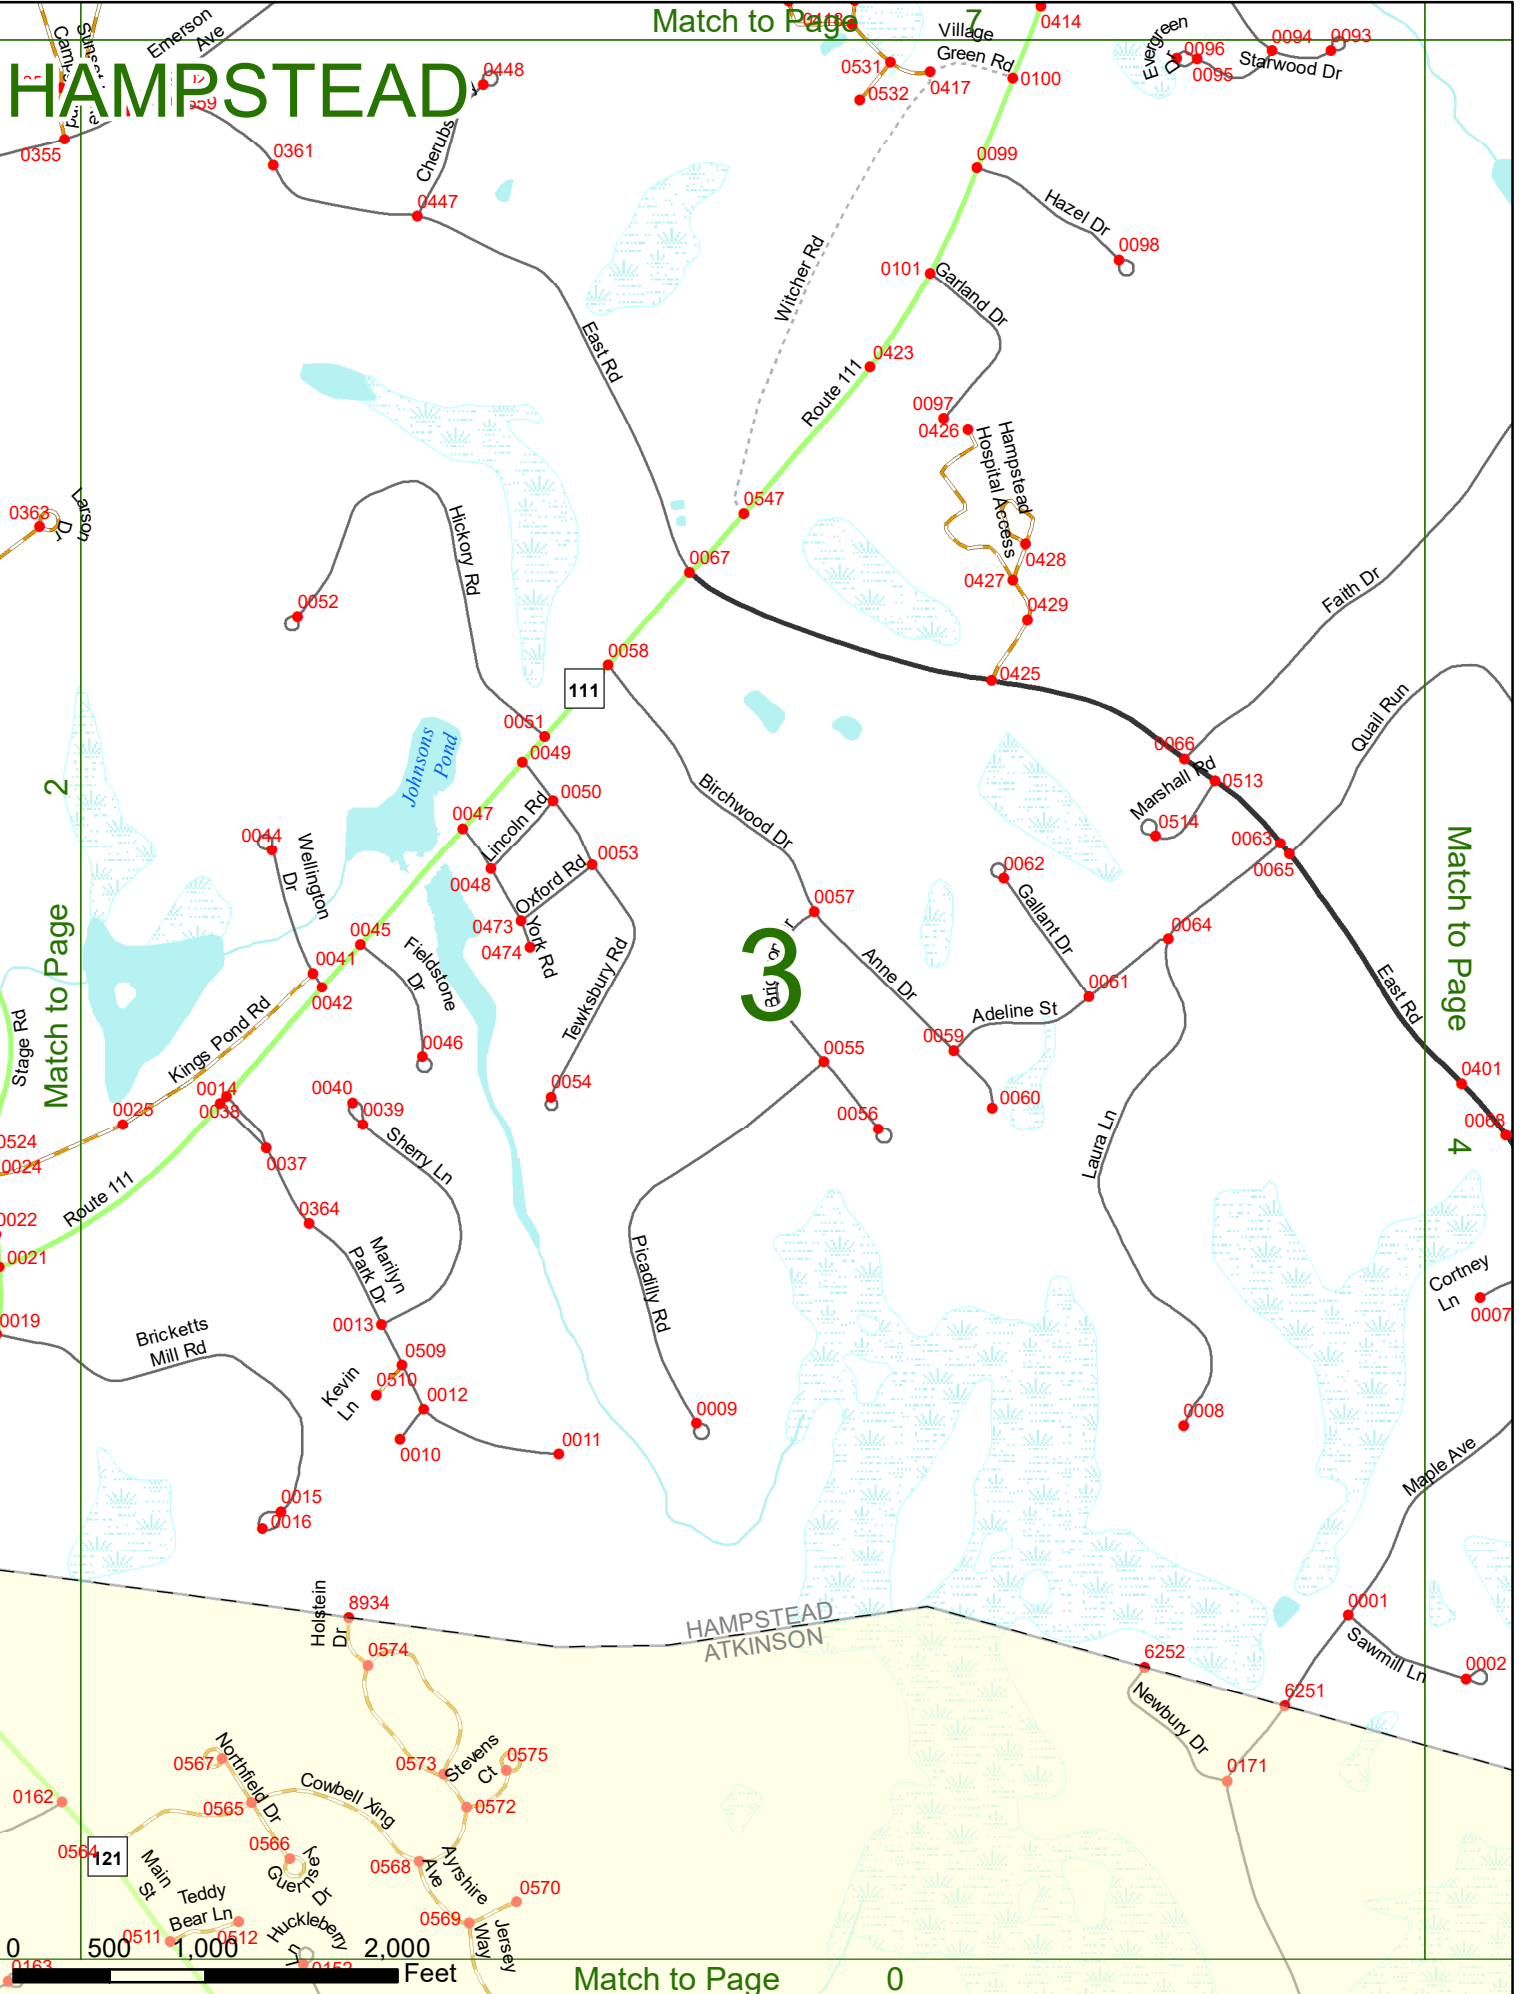 Match to Page 7
HAMPSTEAD
Emerson
Ave
0448
0355
0361
Cherubs
0447
0531
0532
0417
Village
Green Rd
0414
0100
Evergreen
Dr
0096
0095
0094
0093
Starwood Dr
0099
Hazel Dr
0098
Witcher Rd
0101
Garland Dr
0423
Route 111
0097
0426
Hampstead
Hospital Access
East Rd
0363
Larson
Dr
0547
0428
0427
0429
0067
0425
Hickory Rd
0052
0058
111
0051
0049
Faith Dr
Quail Run
0066
0513
Marshall Rd
0514
0063
0065
Johnsons
Pond
0050
0047
Lincoln Rd
0048
0053
Oxford Rd
0473
0474
York Rd
Birchwood Dr
0044
Wellington
Dr
0062
Gallant Dr
0057
0064
0045
0041
0042
Fieldstone
Dr
Tewksbury Rd
3
Anne Dr
0061
Adeline St
0059
East Rd
2
Match to Page
Match to Page
4
Stage Rd
Kings Pond Rd
0046
0055
0054
0056
0060
0401
0068
0014
0038
0025
0040
0039
Sherry Ln
0037
0524
0024
Route 111
0364
Laura Ln
0022
0021
Marilyn
Park Dr
Picadilly Rd
Cortney
Ln
0007
0019
Bricketts
Mill Rd
0013
0509
0510
Kevin
Ln
0012
0010
0011
0009
0008
Maple Ave
0015
0016
Holstein
Dr
8934
HAMPSTEAD
ATKINSON
0574
0001
Sawmill Ln
0002
6252
6251
Newbury Dr
0171
0567
Northfield Dr
0573
Stevens
Ct
0575
0572
0162
0565
Cowbell Xing
0564
121
0566
Guernsey
Dr
0568
Ayrshire
Ave
0570
0569
Jersey
Way
Main
St
Teddy
Bear Ln
0511
0512
Huckleberry
Ln
0 500 1,000 2,000
Feet
Match to Page 0